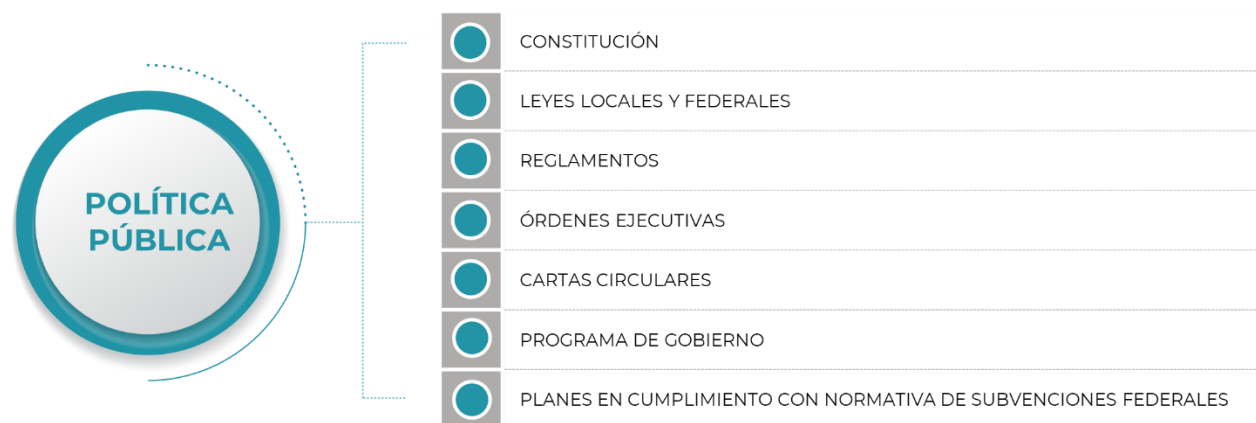 POLÍTICA
PÚBLICA
CONSTITUCIÓN
LEYES LOCALES Y FEDERALES
REGLAMENTOS
ÓRDENES EJECUTIVAS
CARTAS CIRCULARES
PROGRAMA DE GOBIERNO
PLANES EN CUMPLIMIENTO CON NORMATIVA DE SUBVENCIONES FEDERALES